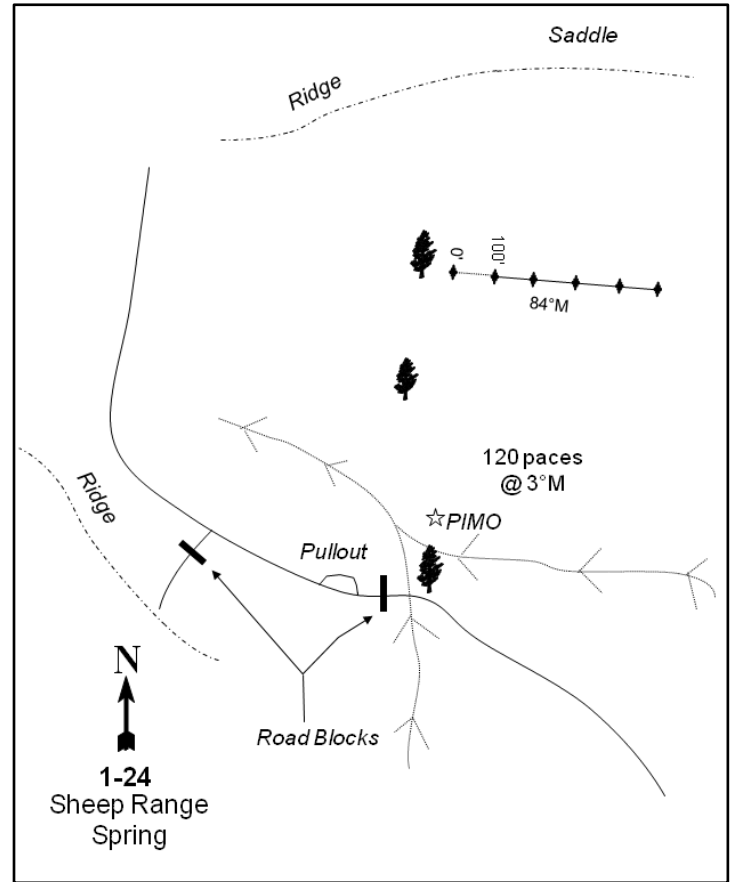 Saddle
Ridge
0'
100'
84°M
120 paces
@ 3°M
Ridge
PIMO
Pullout
N
Road Blocks
1-24
Sheep Range
Spring